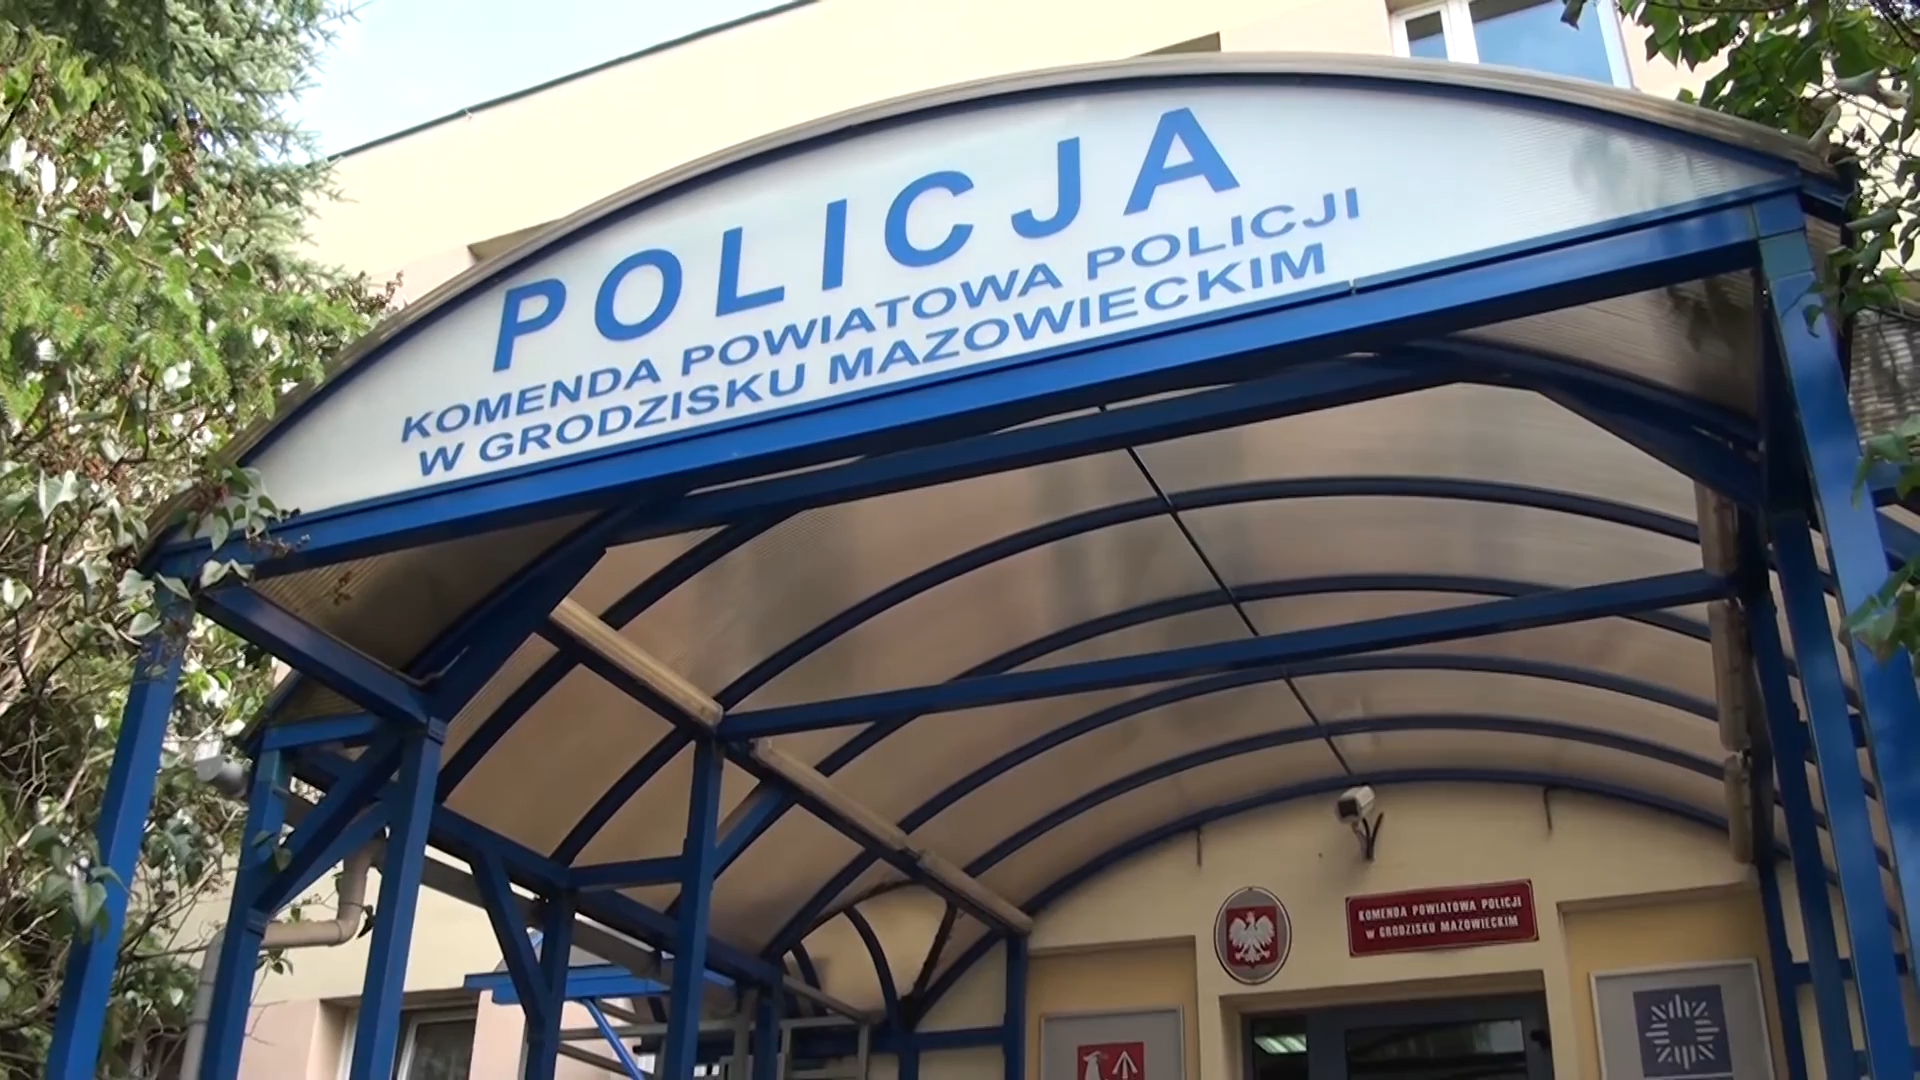 POLICJA
KOMENDA POWIATOWA POLICJI
W GRODZISKU MAZOWIECKIM
KOMENDA POWIATOWA POLICJI
w GRODZISKU MAZOWIECKIM